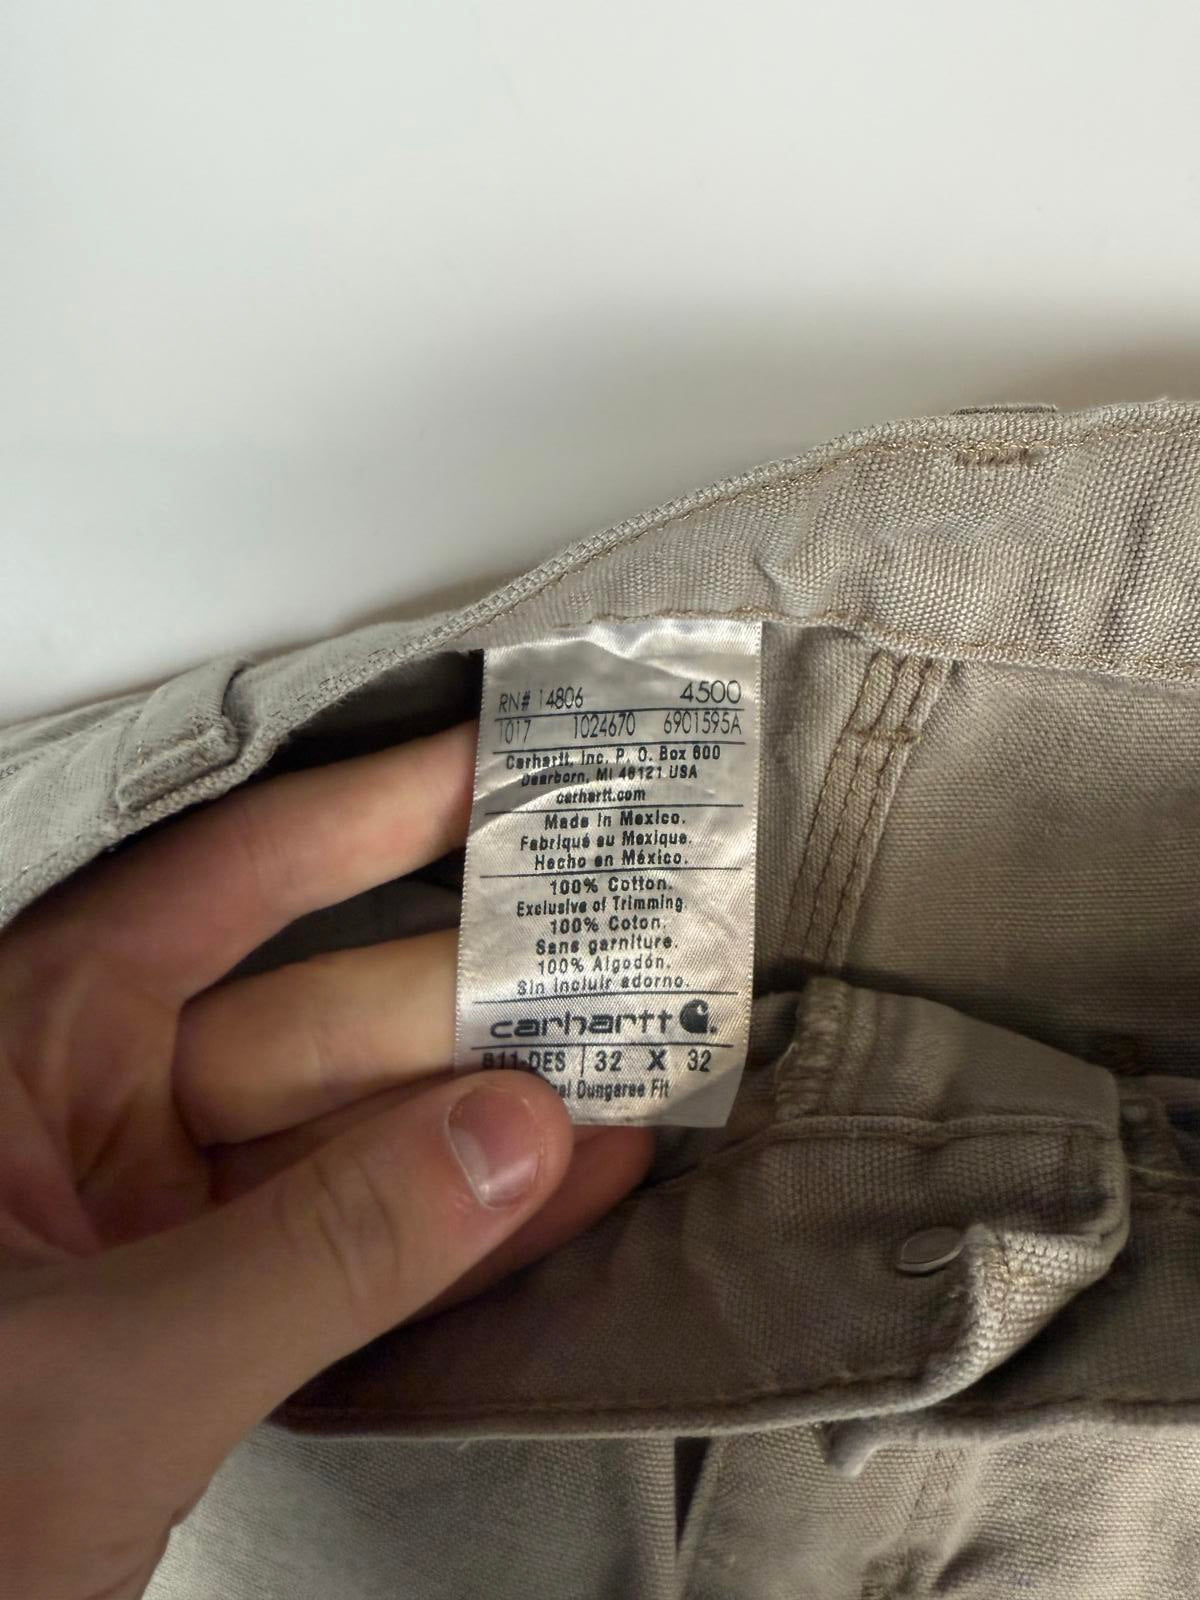 RN# 14806 4500
1017 1024670 6901595A
Carhartt, Inc. P. O. Box 600
Dearborn, MI 48121 USA
carhartt.com
Made in Mexico.
Fabriqué au Mexique.
Hecho en México.
100% Cotton.
Exclusive of Trimming.
100% Coton.
Sans garniture.
100% Algodón.
Sin incluir adorno.
carhartt
B11-DES 32 X 32
Dungaree Fit